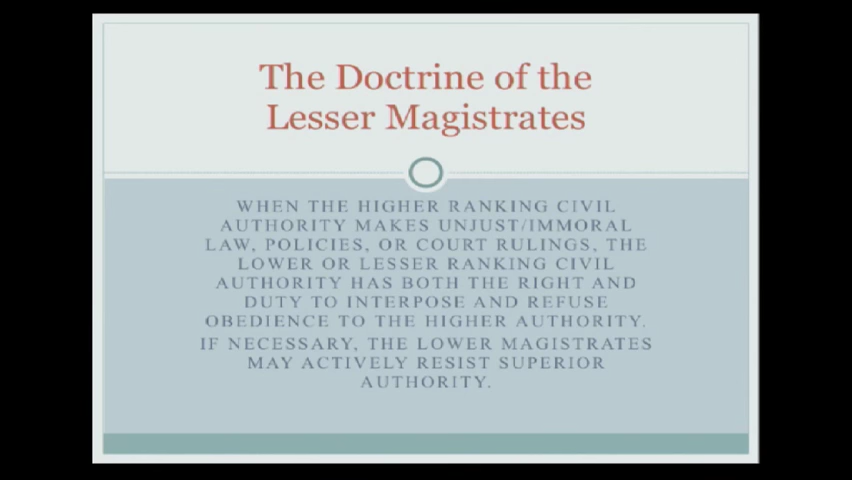 The Doctrine of the
Lesser Magistrates
WHEN THE HIGHER RANKING CIVIL
AUTHORITY MAKES UNJUST/IMMORAL
LAW, POLICIES, OR COURT RULINGS, THE
LOWER OR LESSER RANKING CIVIL
AUTHORITY HAS BOTH THE RIGHT AND
DUTY TO INTERPOSE AND REFUSE
OBEDIENCE TO THE HIGHER AUTHORITY.
IF NECESSARY, THE LOWER MAGISTRATES
MAY ACTIVELY RESIST SUPERIOR
AUTHORITY.